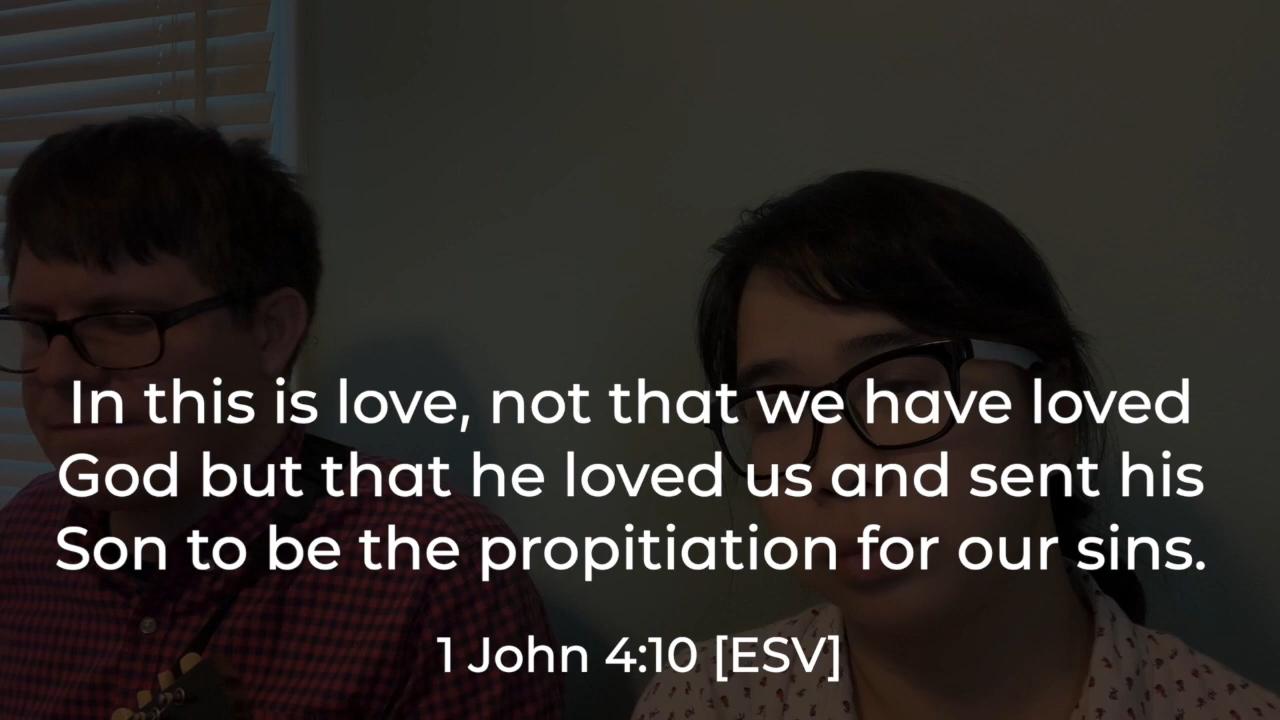 In this is love, not that we have loved
God but that he loved us and sent his
Son to be the propitiation for our sins.
1 John 4:10 [ESV]